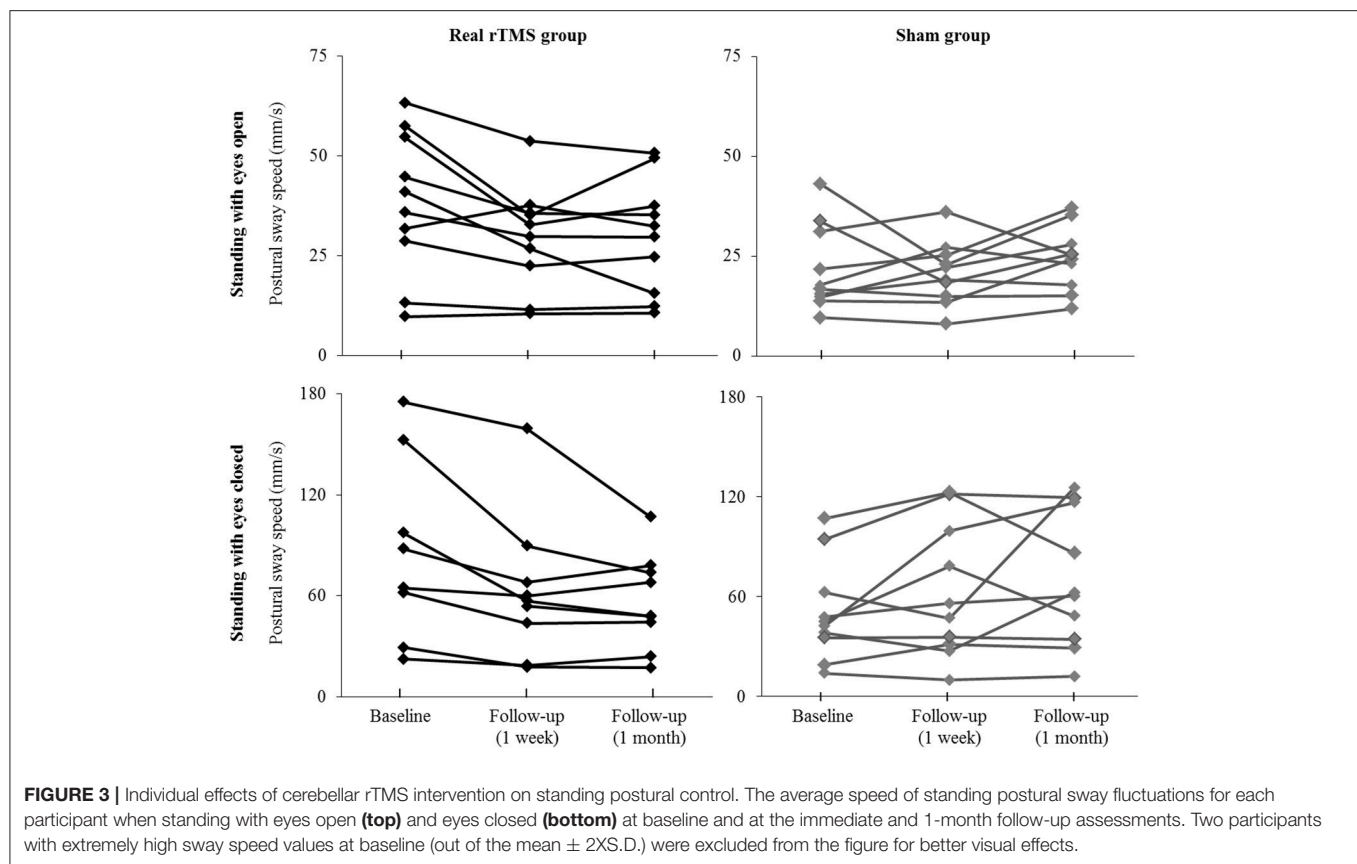 Real rTMS group
Sham group
Standing with eyes open
Postural sway speed (mm/s)
75
50
25
0
75
50
25
0
Standing with eyes closed
Postural sway speed (mm/s)
180
120
60
0
180
120
60
0
Baseline
Follow-up
(1 week)
Follow-up
(1 month)
Baseline
Follow-up
(1 week)
Follow-up
(1 month)
FIGURE 3 | Individual effects of cerebellar rTMS intervention on standing postural control. The average speed of standing postural sway fluctuations for each
participant when standing with eyes open (top) and eyes closed (bottom) at baseline and at the immediate and 1-month follow-up assessments. Two participants
with extremely high sway speed values at baseline (out of the mean ± 2XS.D.) were excluded from the figure for better visual effects.